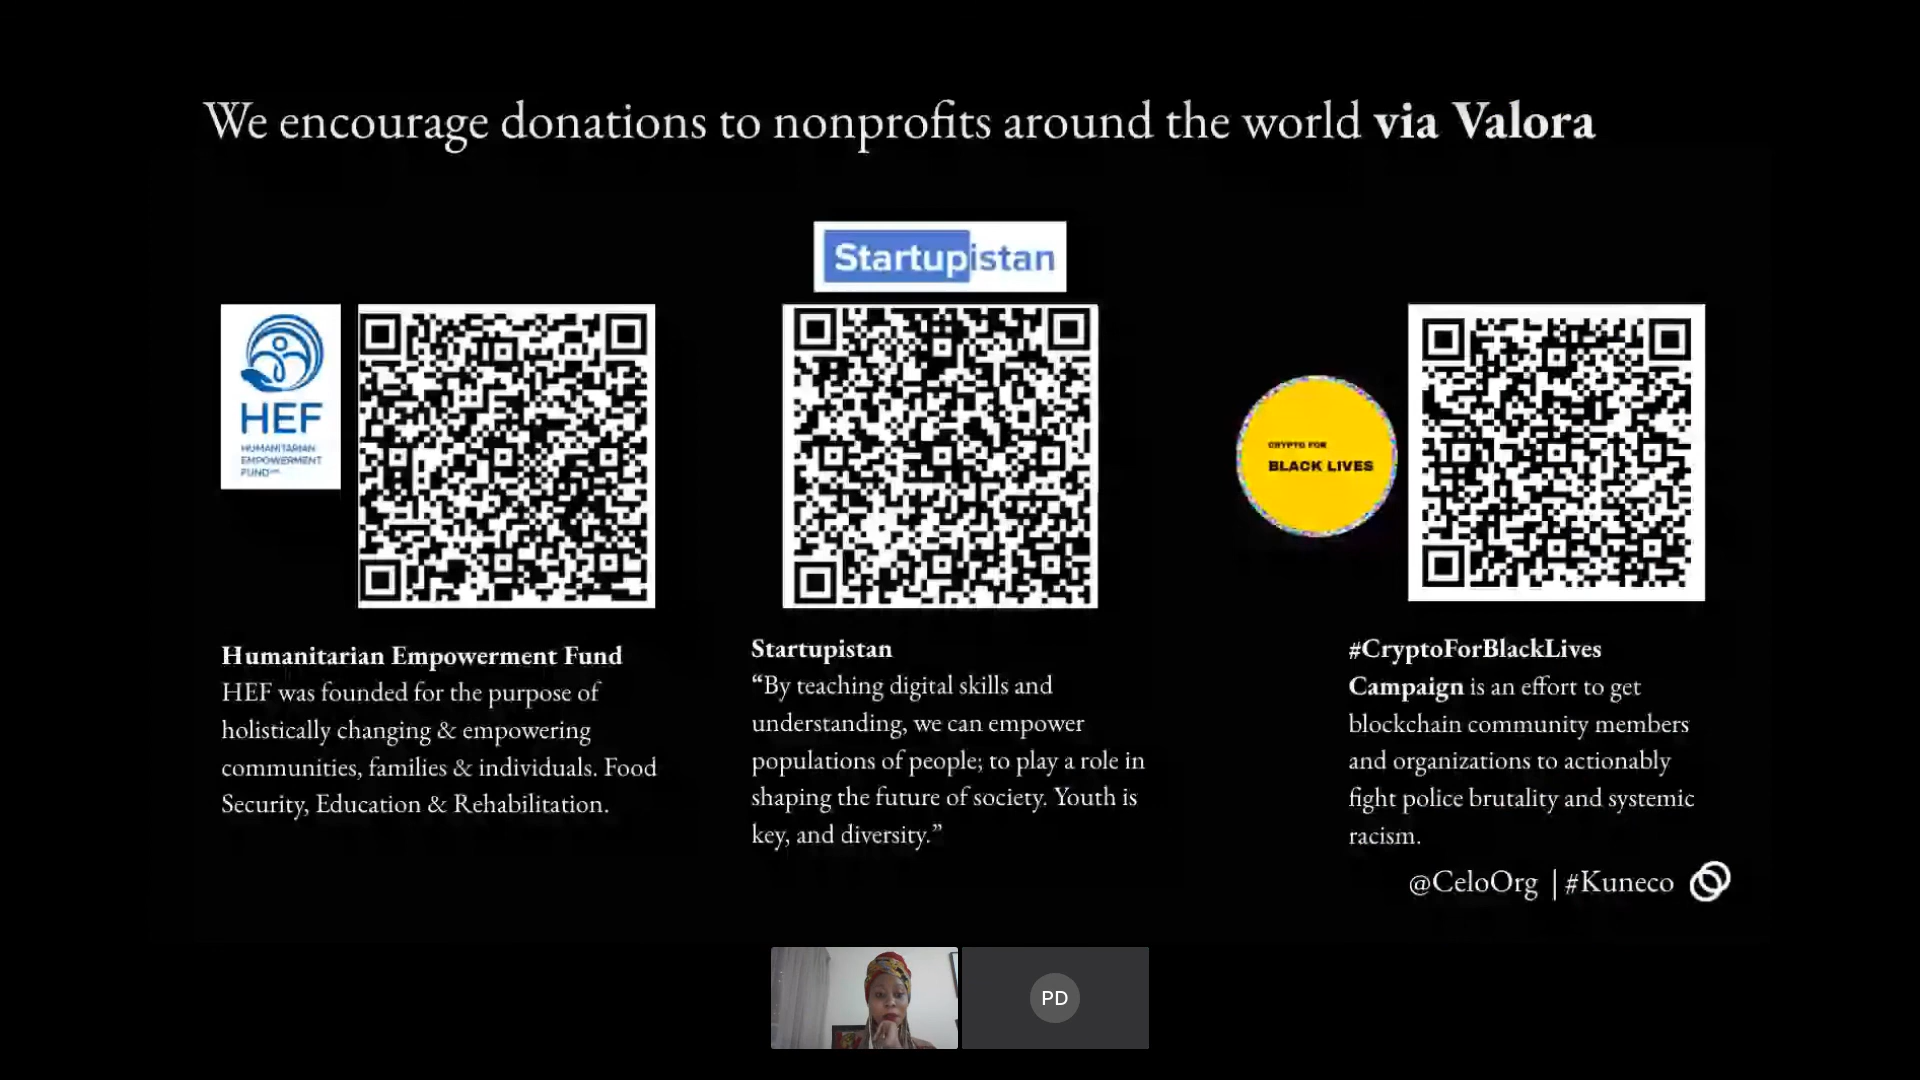 We encourage donations to nonprofits around the world via Valora
Startupistan
HEF
HUMANITARIAN
EMPOWERMENT
FUND
CRYPTO FOR
BLACK LIVES
Humanitarian Empowerment Fund
HEF was founded for the purpose of
holistically changing & empowering
communities, families & individuals. Food
Security, Education & Rehabilitation.
Startupistan
“By teaching digital skills and
understanding, we can empower
populations of people; to play a role in
shaping the future of society. Youth is
key, and diversity.”
#CryptoForBlackLives
Campaign is an effort to get
blockchain community members
and organizations to actionably
fight police brutality and systemic
racism.
@CeloOrg | #Kuneco
PD